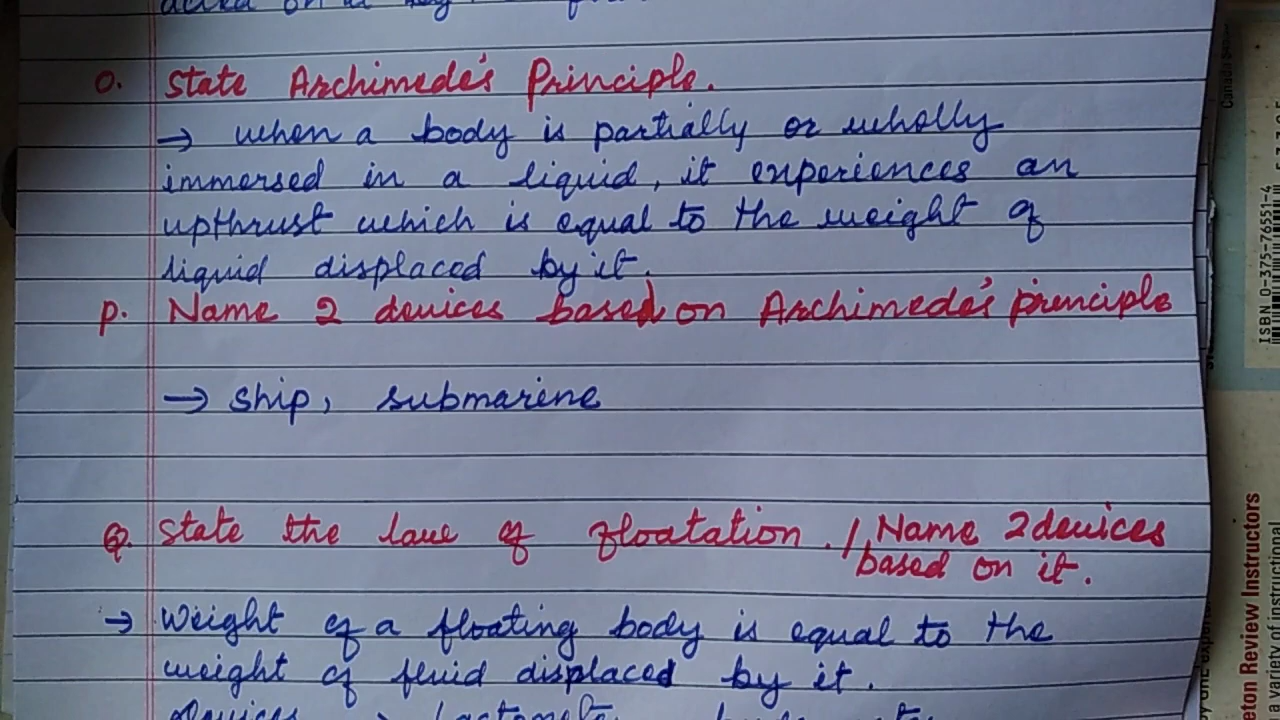 o. State Archimede's Principle.
→ when a body is partially or wholly
immersed in a liquid, it experiences an
upthrust which is equal to the weight of
liquid displaced by it.
p. Name 2 devices based on Archimede's principle
→ ship, submarine
Q. State the law of floatation. / Name 2 devices
based on it.
→ Weight of a floating body is equal to the
weight of fluid displaced by it.
Devices →
ISBN 0-375-76551-4
eton Review Instructors
a variety of instructional